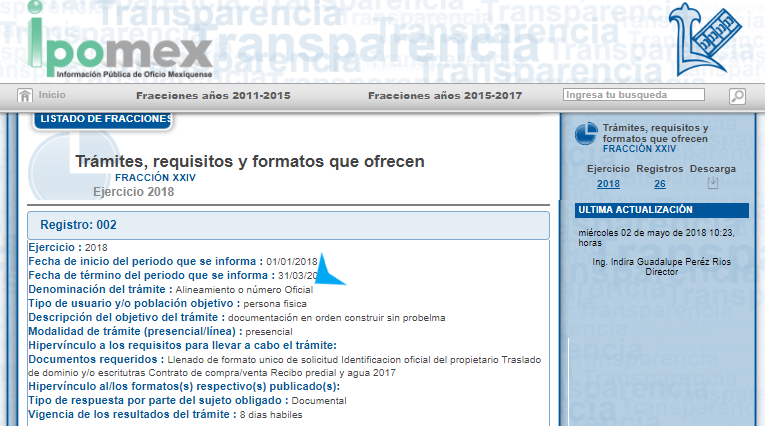 ipomex
Información Pública de Oficio Mexiquense
Transparencia
Inicio
Fracciones años 2011-2015
Fracciones años 2015-2017
Ingresa tu busqueda
LISTADO DE FRACCIONES
Trámites, requisitos y formatos que ofrecen
FRACCIÓN XXIV
Ejercicio 2018
Registro: 002
Ejercicio : 2018
Fecha de inicio del periodo que se informa : 01/01/2018
Fecha de término del periodo que se informa : 31/03/20
Denominación del trámite : Alineamiento o número Oficial
Tipo de usuario y/o población objetivo : persona fisica
Descripción del objetivo del trámite : documentación en orden construir sin probelma
Modalidad de trámite (presencial/línea) : presencial
Hipervínculo a los requisitos para llevar a cabo el trámite:
Documentos requeridos : Llenado de formato unico de solicitud Identificacion oficial del propietario Traslado
de dominio y/o escritutras Contrato de compra/venta Recibo predial y agua 2017
Hipervínculo al/los formatos(s) respectivo(s) publicado(s):
Tipo de respuesta por parte del sujeto obligado : Documental
Vigencia de los resultados del trámite : 8 dias habiles
Trámites, requisitos y
formatos que ofrecen
FRACCIÓN XXIV
Ejercicio Registros Descarga
2018 26
ULTIMA ACTUALIZACIÓN
miércoles 02 de mayo de 2018 10:23,
horas
Ing. Indira Guadalupe Peréz Rios
Director